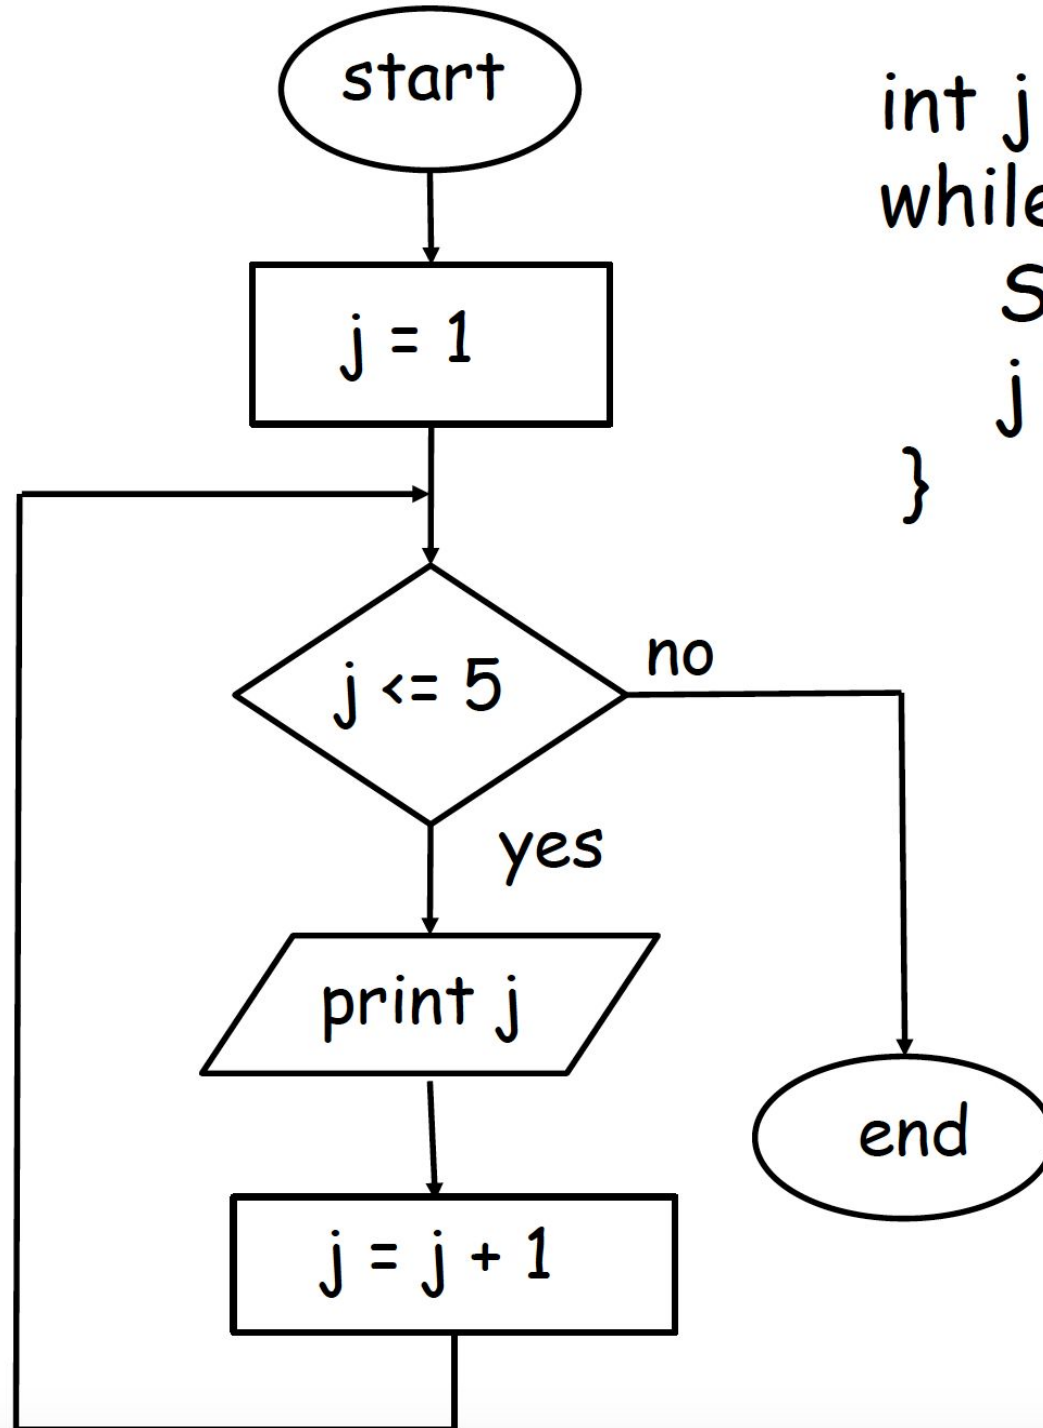 start
j = 1
j <= 5
no
yes
print j
j = j + 1
end
int j
while
S
j
}